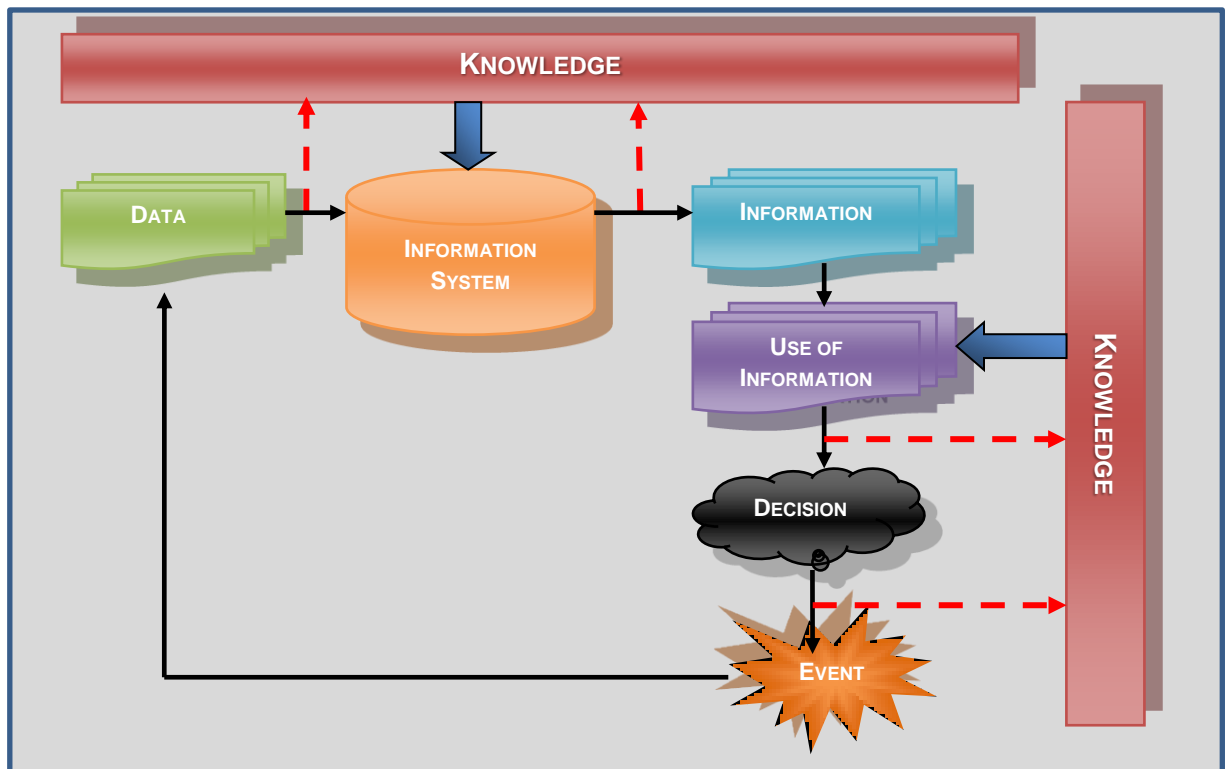 KNOWLEDGE
DATA
INFORMATION
SYSTEM
INFORMATION
USE OF
INFORMATION
KNOWLEDGE
DECISION
EVENT